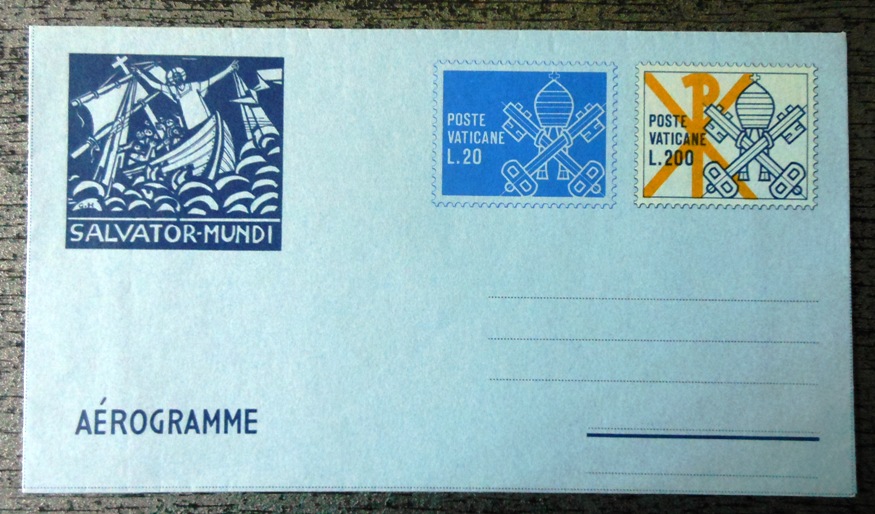 SALVATOR-MUNDI
POSTE
VATICANE
L.20
POSTE
VATICANE
L.200
AÉROGRAMME